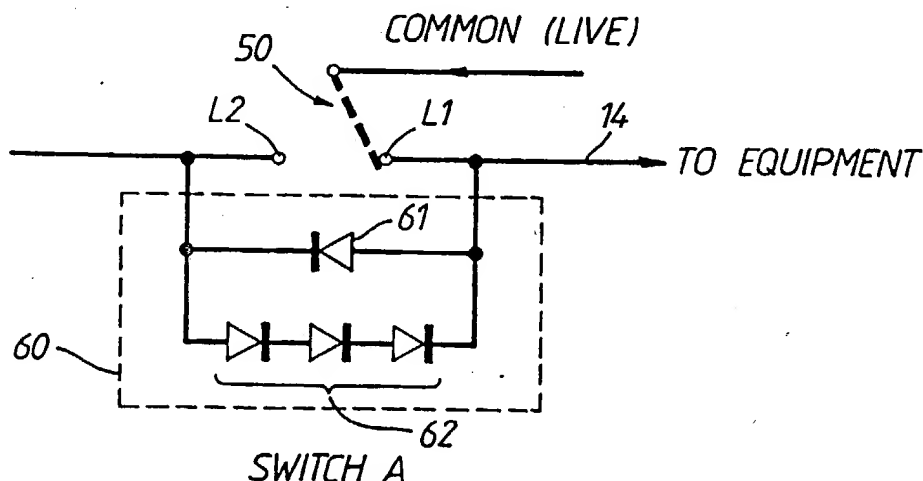 COMMON (LIVE)
50
L2
L1
14
TO EQUIPMENT
61
60
62
SWITCH A